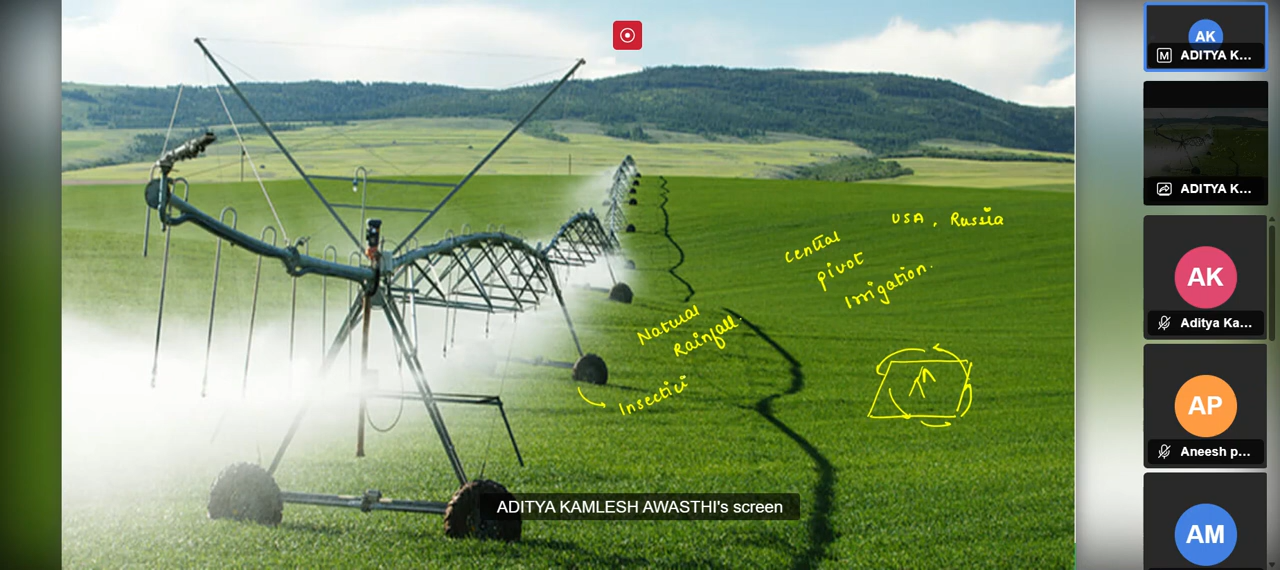 USA, Russia
central
pivot
Irrigation.
Natural
Rainfall.
Insectici
ADITYA KAMLESH AWASTHI's screen
AK
M ADITYA K...
ADITYA K...
AK
Aditya Ka...
AP
Aneesh p...
AM